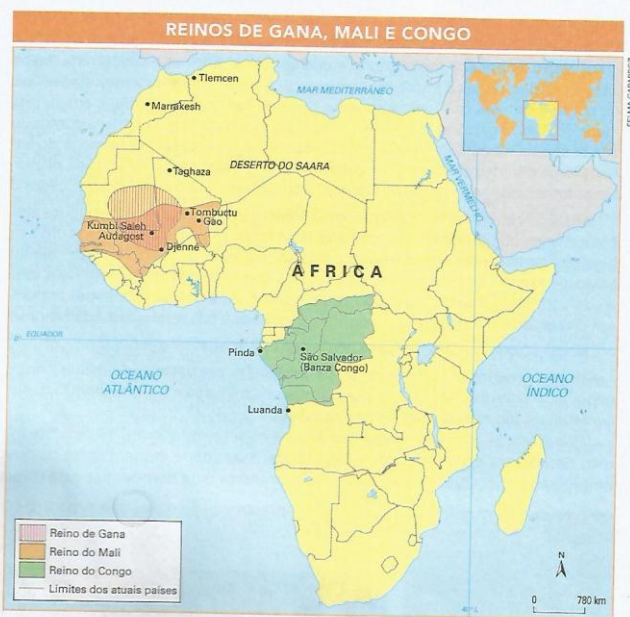 REINOS DE GANA, MALI E CONGO
Tlemcen
MAR MEDITERRÂNEO
Marrakesh
Taghaza
DESERTO DO SAARA
MAR VERMELHO
Tombuctu
Gao
Kumbi Saleh
Audagost
Djenné
ÁFRICA
EQUADOR
Pinda
São Salvador
(Banza Congo)
OCEANO
ATLÂNTICO
OCEANO
ÍNDICO
Luanda
Reino de Gana
Reino do Mali
Reino do Congo
Limites dos atuais países
N
0 780 km